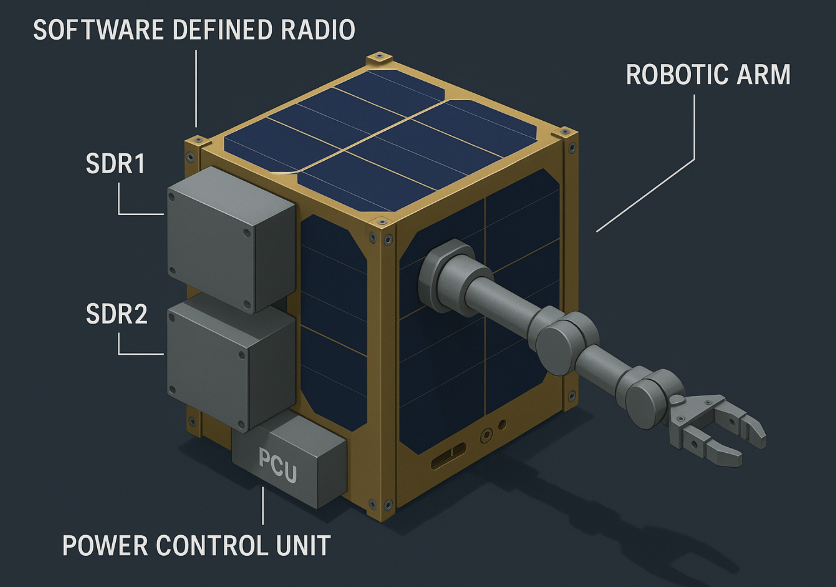 SOFTWARE DEFINED RADIO
ROBOTIC ARM
SDR1
SDR2
PCU
POWER CONTROL UNIT